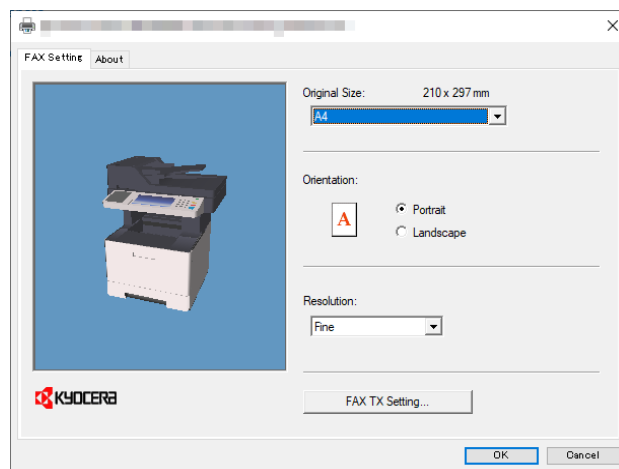 FAX Setting
About
Original Size: 210 x 297 mm
A4
Orientation:
A
Portrait
Landscape
Resolution:
Fine
KYOCERA
FAX TX Setting...
OK
Cancel